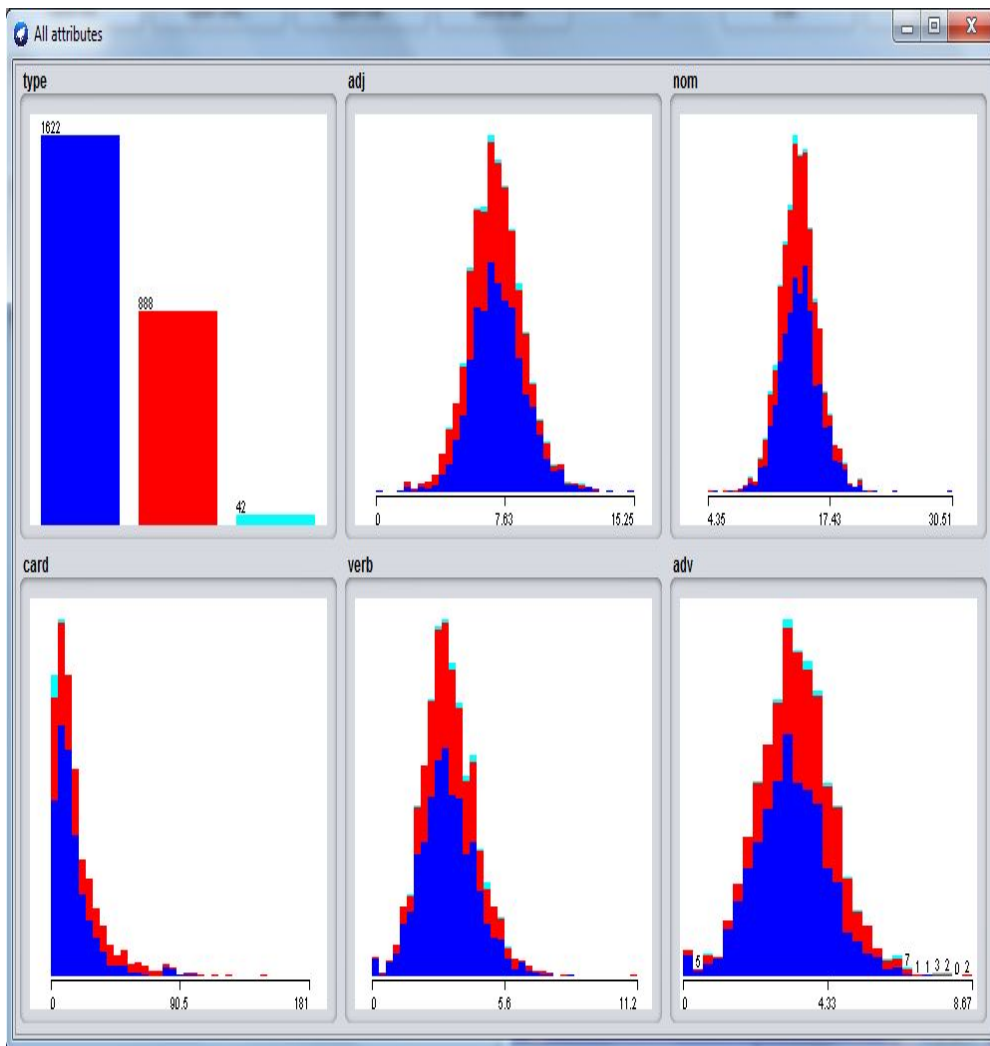 All attributes
type
adj
nom
1622
888
42
0 7.63 15.25
4.35 17.43 30.51
card
verb
adv
5 7 1 1 3 2 0 2
0 90.5 181
0 5.6 11.2
0 4.33 8.67